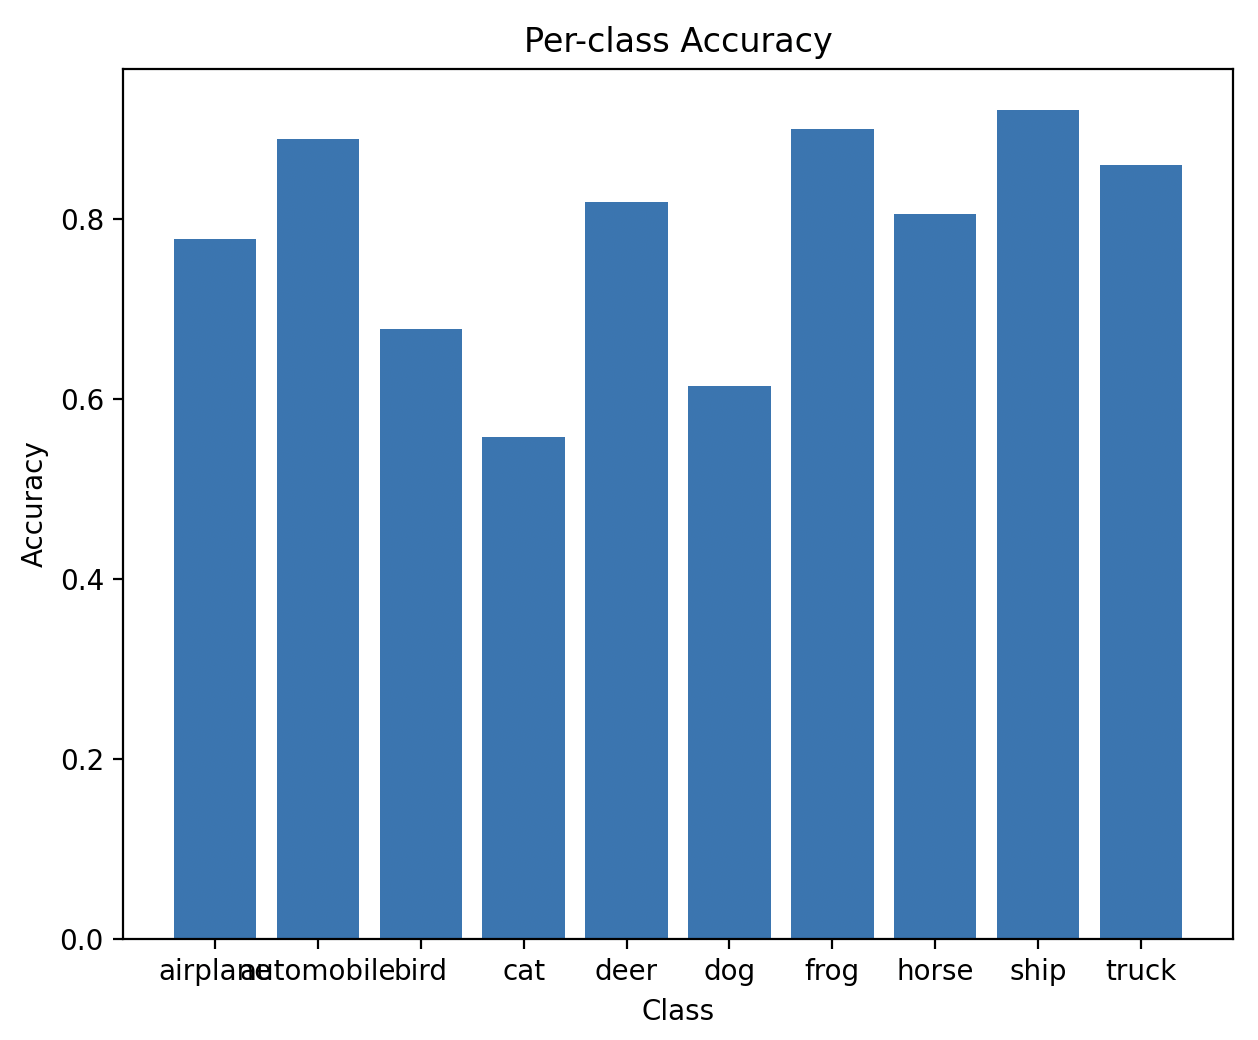 Per-class Accuracy
Accuracy
0.8
0.6
0.4
0.2
0.0
airplane automobile bird cat deer dog frog horse ship truck
Class